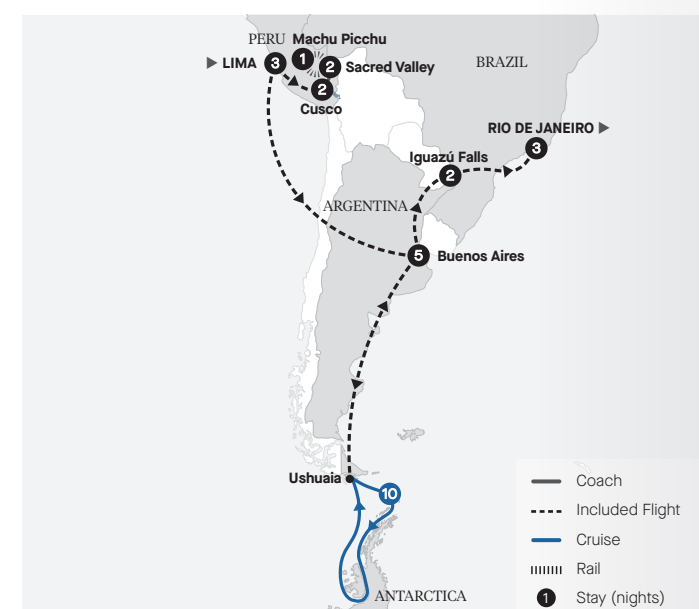 PERU Machu Picchu
▶ LIMA 3 1 2 Sacred Valley
BRAZIL
2
Cusco
RIO DE JANEIRO ▶
3
Iguazú Falls
2
ARGENTINA
5 Buenos Aires
Ushuaia
10
ANTARCTICA
Coach
Included Flight
Cruise
Rail
1 Stay (nights)